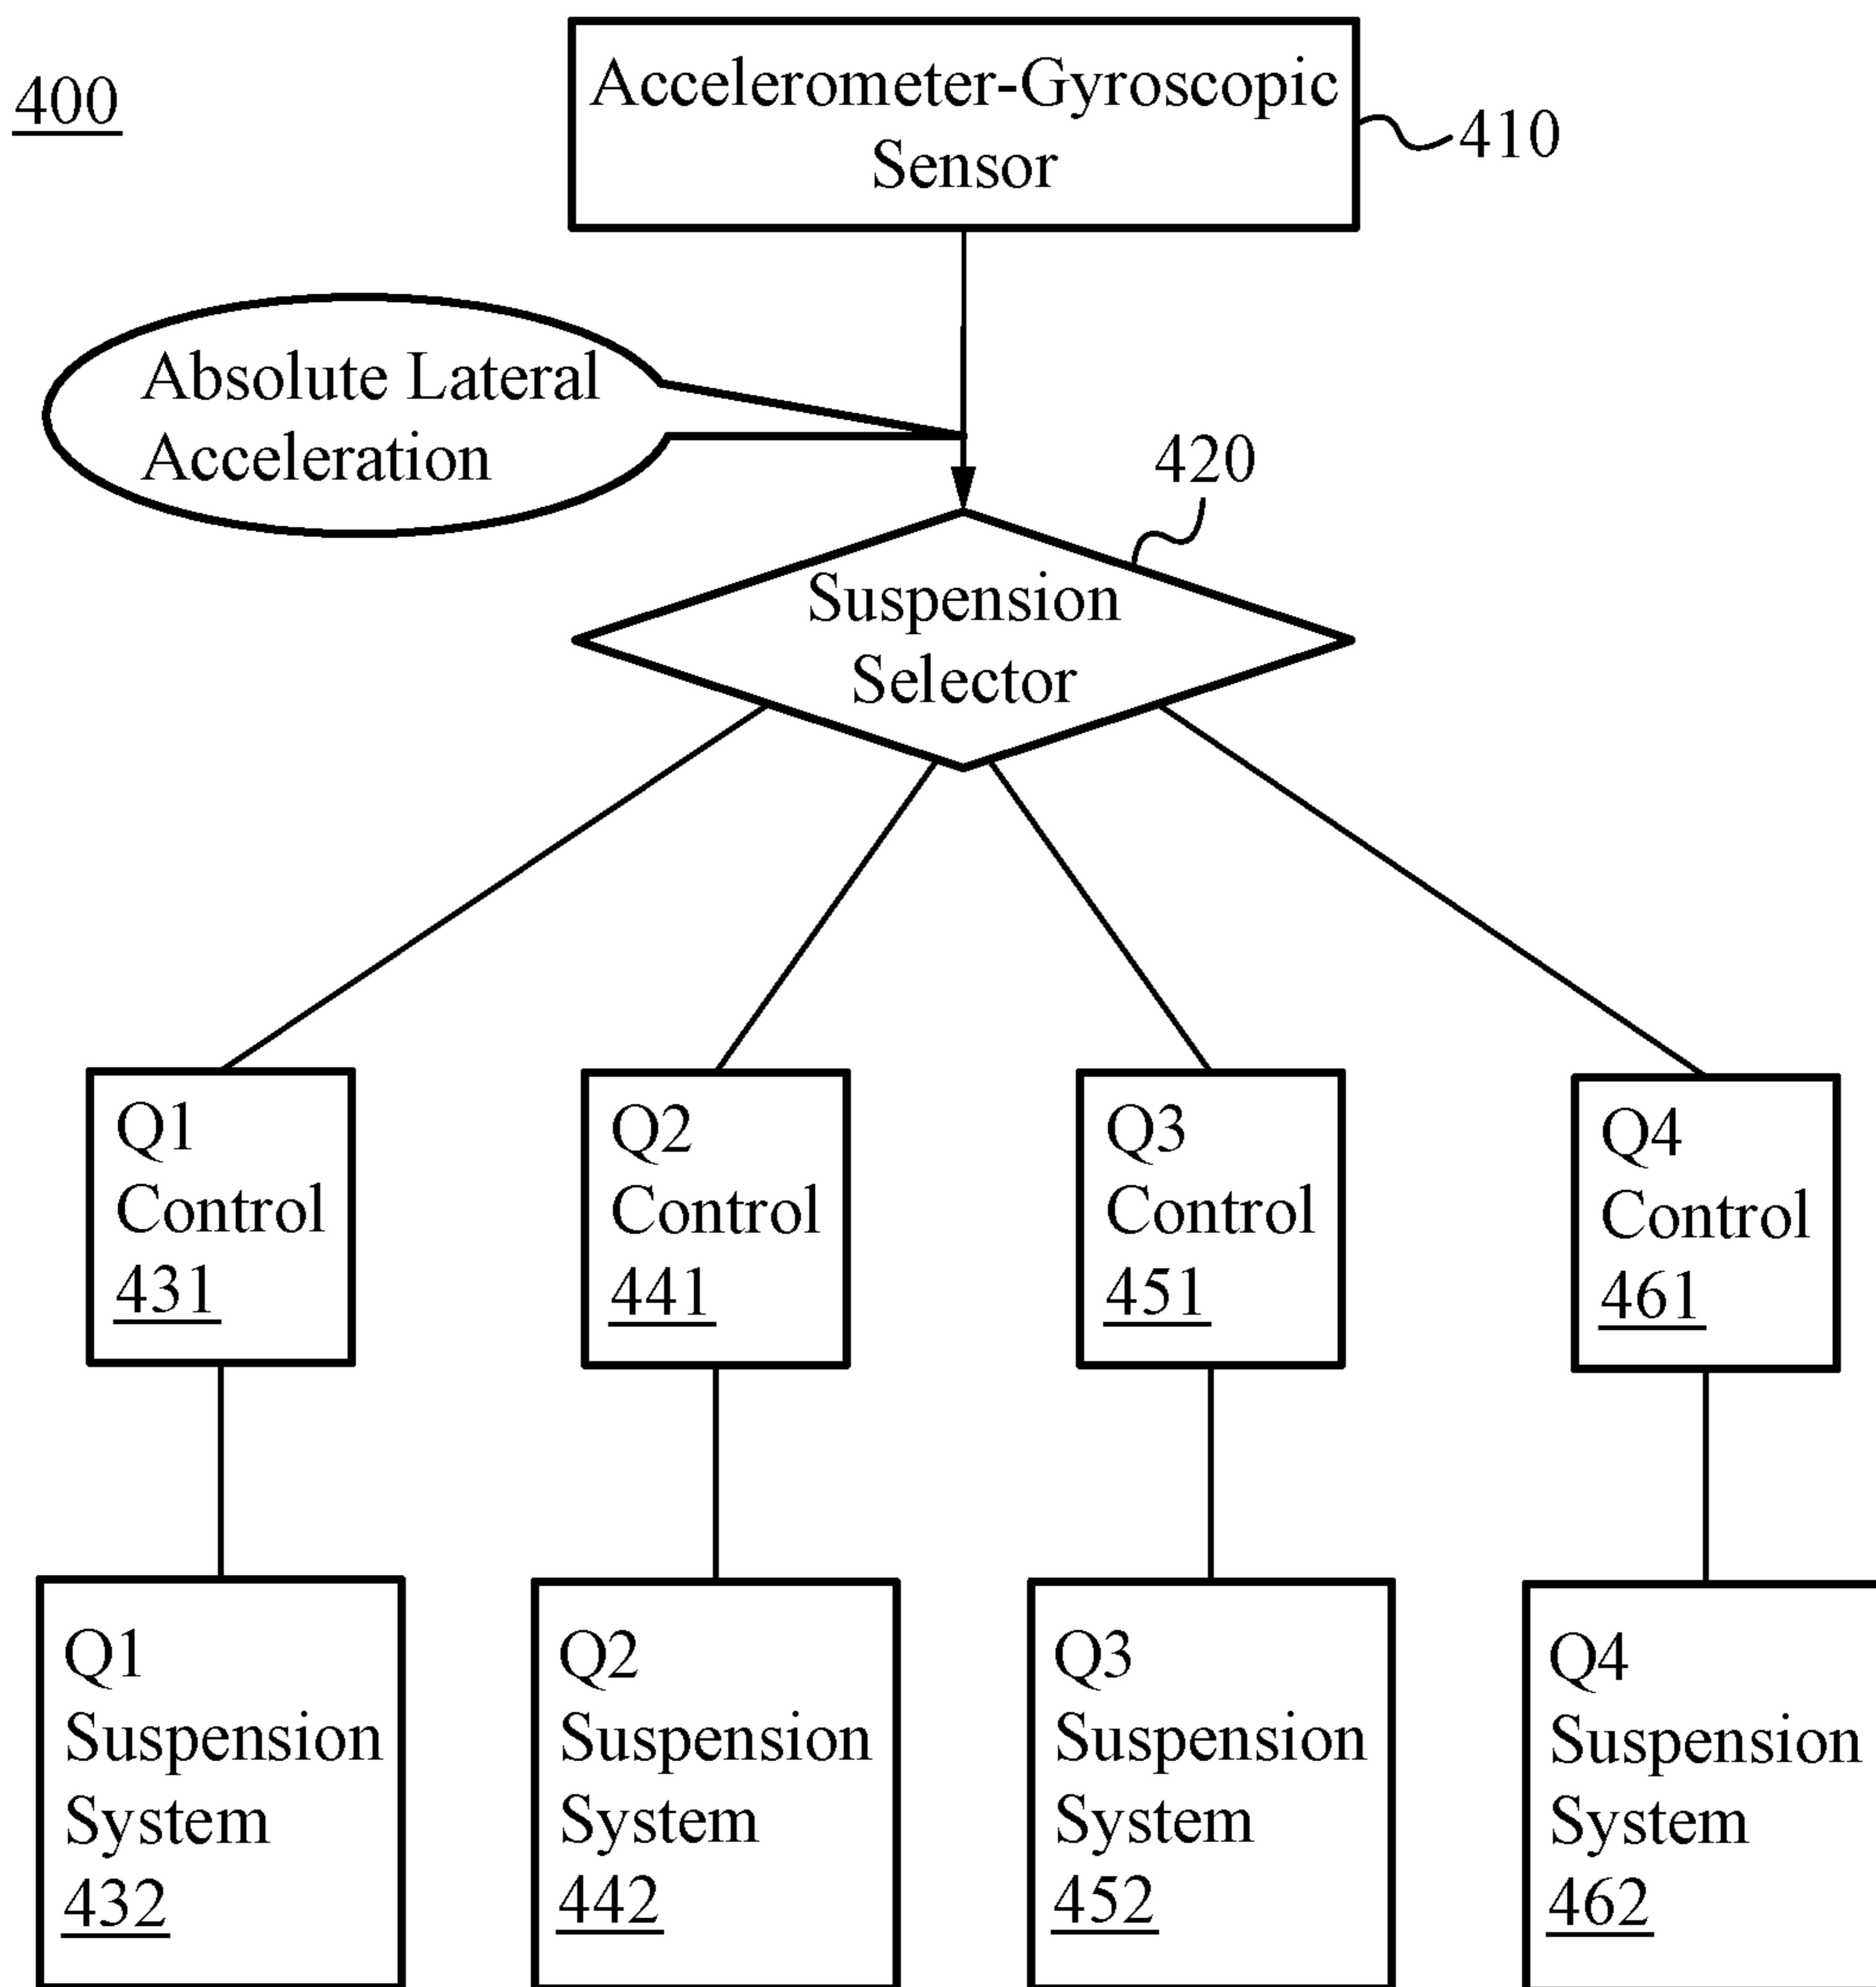 400
Accelerometer-Gyroscopic
Sensor
410
Absolute Lateral
Acceleration
420
Suspension
Selector
Q1
Control
431
Q2
Control
441
Q3
Control
451
Q4
Control
461
Q1
Suspension
System
432
Q2
Suspension
System
442
Q3
Suspension
System
452
Q4
Suspension
System
462